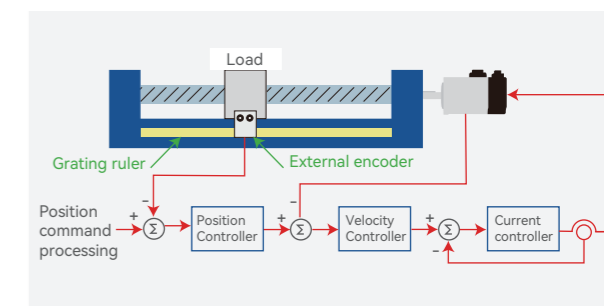 Load
Grating ruler
External encoder
Position
command
processing
+
-
Σ
Position
Controller
+
-
Σ
Velocity
Controller
+
-
Σ
Current
controller